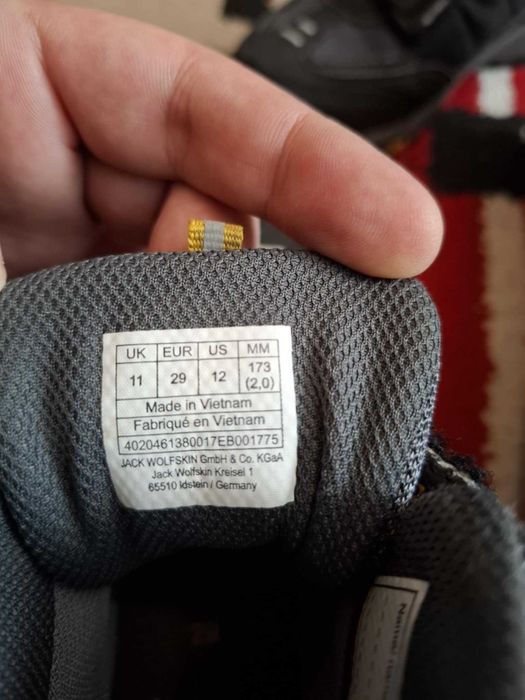 UK EUR US MM
11 29 12 173
(2,0)
Made in Vietnam
Fabriqué en Vietnam
4020461380017EB001775
JACK WOLFSKIN GmbH & Co. KGaA
Jack Wolfskin Kreisel 1
65510 Idstein / Germany
Name/